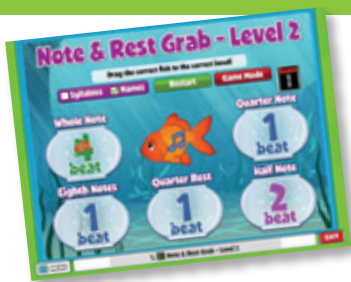 Note & Rest Grab - Level 2
Drag the correct fish to the correct bowl!
Syllables Names Restart Game Mode
Whole Note
4
beat
Quarter Note
1
beat
Eighth Notes
1
beat
Quarter Rest
1
beat
Half Note
2
beat
Note & Rest Grab - Level 2
EXIT